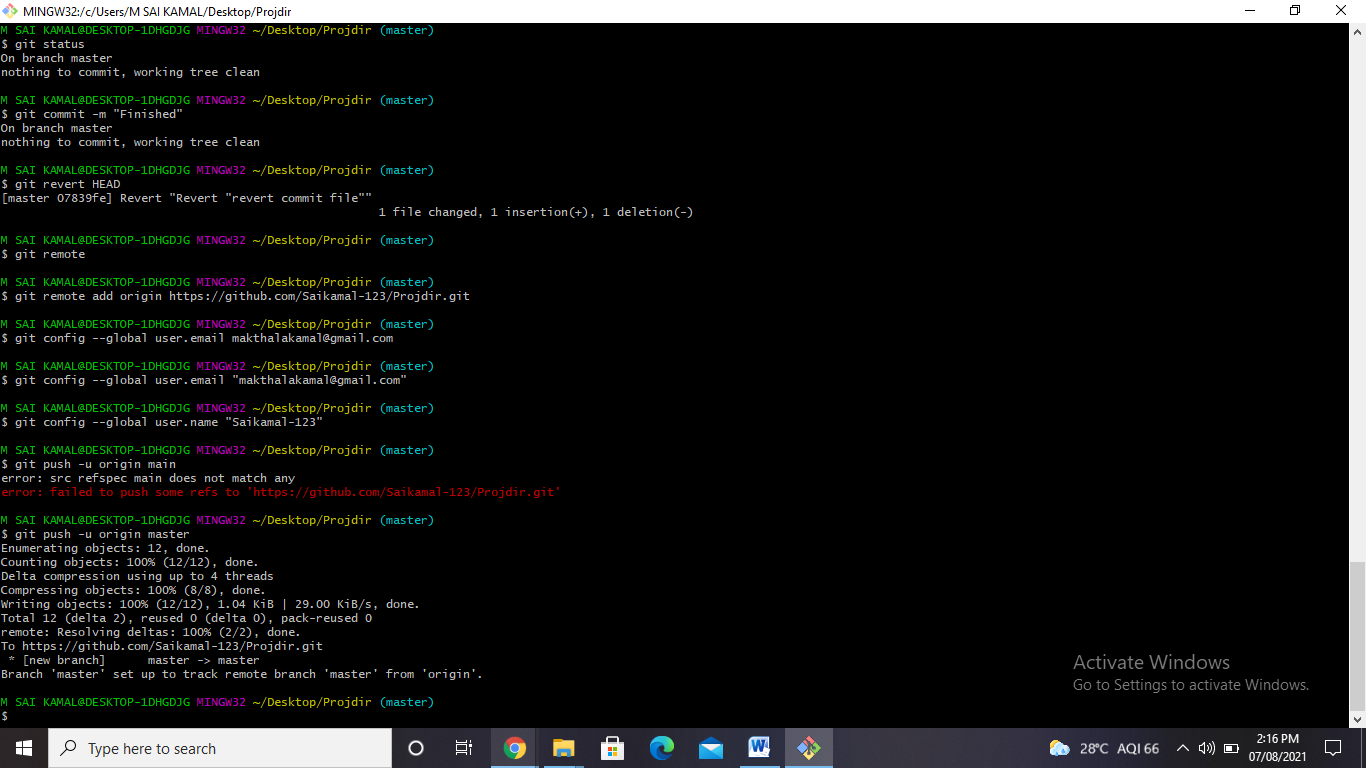 MINGW32:/c/Users/M SAI KAMAL/Desktop/Projdir
M SAI KAMAL@DESKTOP-1DHGDJG MINGW32 ~/Desktop/Projdir (master)
$ git status
On branch master
nothing to commit, working tree clean
M SAI KAMAL@DESKTOP-1DHGDJG MINGW32 ~/Desktop/Projdir (master)
$ git commit -m "Finished"
On branch master
nothing to commit, working tree clean
M SAI KAMAL@DESKTOP-1DHGDJG MINGW32 ~/Desktop/Projdir (master)
$ git revert HEAD
[master 07839fe] Revert "Revert "revert commit file""
1 file changed, 1 insertion(+), 1 deletion(-)
M SAI KAMAL@DESKTOP-1DHGDJG MINGW32 ~/Desktop/Projdir (master)
$ git remote
M SAI KAMAL@DESKTOP-1DHGDJG MINGW32 ~/Desktop/Projdir (master)
$ git remote add origin https://github.com/Saikamal-123/Projdir.git
M SAI KAMAL@DESKTOP-1DHGDJG MINGW32 ~/Desktop/Projdir (master)
$ git config --global user.email makthalakamal@gmail.com
M SAI KAMAL@DESKTOP-1DHGDJG MINGW32 ~/Desktop/Projdir (master)
$ git config --global user.email "makthalakamal@gmail.com"
M SAI KAMAL@DESKTOP-1DHGDJG MINGW32 ~/Desktop/Projdir (master)
$ git config --global user.name "Saikamal-123"
M SAI KAMAL@DESKTOP-1DHGDJG MINGW32 ~/Desktop/Projdir (master)
$ git push -u origin main
error: src refspec main does not match any
error: failed to push some refs to 'https://github.com/Saikamal-123/Projdir.git'
M SAI KAMAL@DESKTOP-1DHGDJG MINGW32 ~/Desktop/Projdir (master)
$ git push -u origin master
Enumerating objects: 12, done.
Counting objects: 100% (12/12), done.
Delta compression using up to 4 threads
Compressing objects: 100% (8/8), done.
Writing objects: 100% (12/12), 1.04 KiB | 29.00 KiB/s, done.
Total 12 (delta 2), reused 0 (delta 0), pack-reused 0
remote: Resolving deltas: 100% (2/2), done.
To https://github.com/Saikamal-123/Projdir.git
* [new branch]      master -> master
Branch 'master' set up to track remote branch 'master' from 'origin'.
M SAI KAMAL@DESKTOP-1DHGDJG MINGW32 ~/Desktop/Projdir (master)
$
Activate Windows
Go to Settings to activate Windows.
Type here to search
28°C AQI 66
2:16 PM
07/08/2021